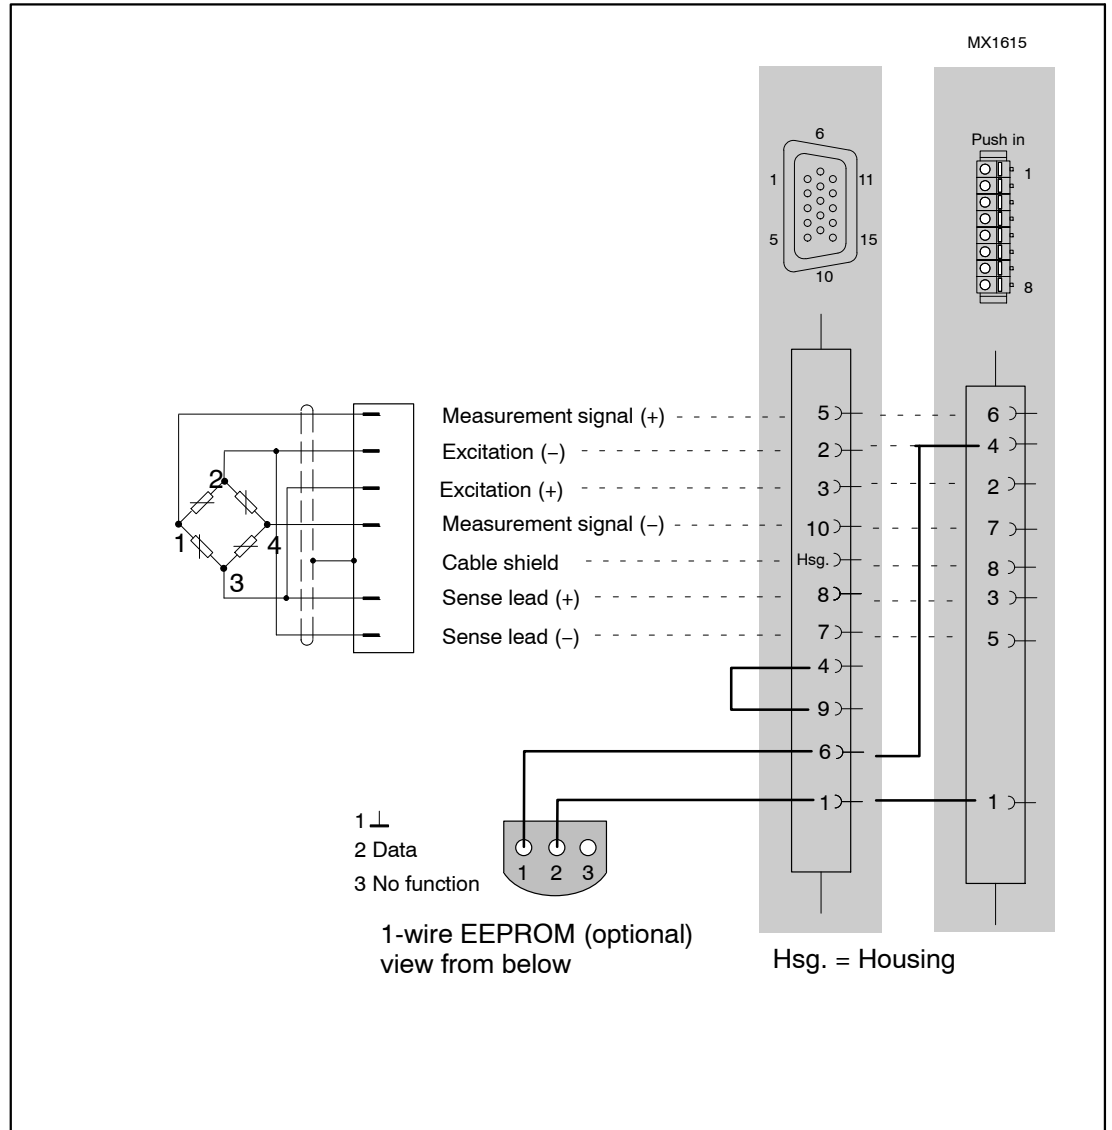 MX1615
Push in
6
1 11
5 15
10
1
8
Measurement signal (+) 5 6
Excitation (−) 2 4
Excitation (+) 3 2
Measurement signal (−) 10 7
Cable shield Hsg. 8
Sense lead (+) 8 3
Sense lead (−) 7 5
2
1 4
3
4
9
6
1 1
1 ⊥
2 Data
3 No function
1 2 3
1-wire EEPROM (optional)
view from below
Hsg. = Housing